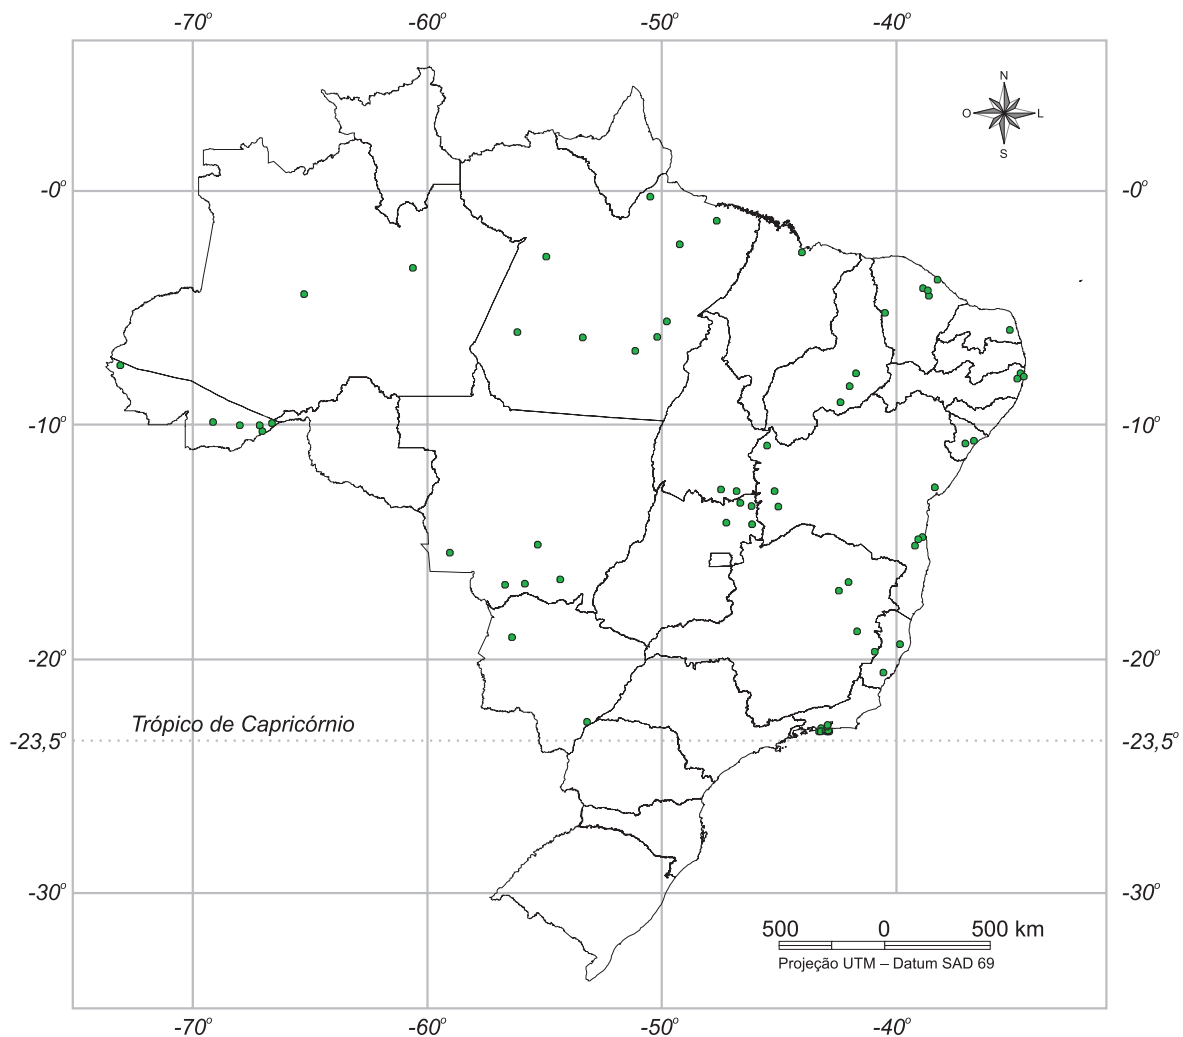 -70º -60º -50º -40º
N
O L
S
-0º -0º
-10º -10º
-20º -20º
Trópico de Capricórnio
-23,5º -23,5º
-30º -30º
500 0 500 km
Projeção UTM – Datum SAD 69
-70º -60º -50º -40º